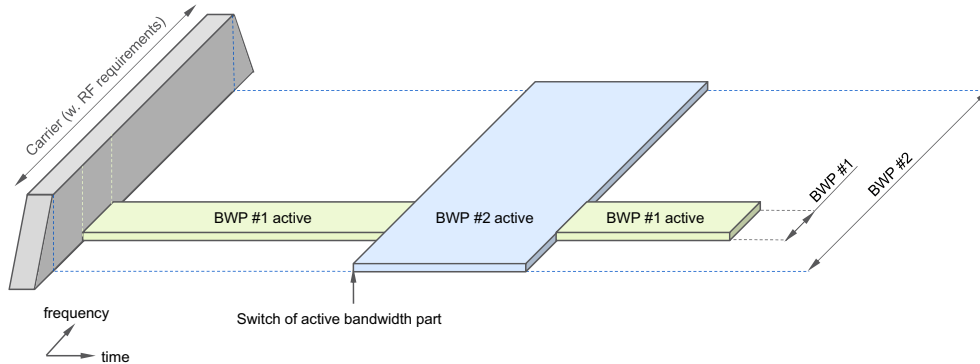 Carrier (w. RF requirements)
BWP #1 active
BWP #2 active
BWP #1 active
BWP #1
BWP #2
Switch of active bandwidth part
frequency
time